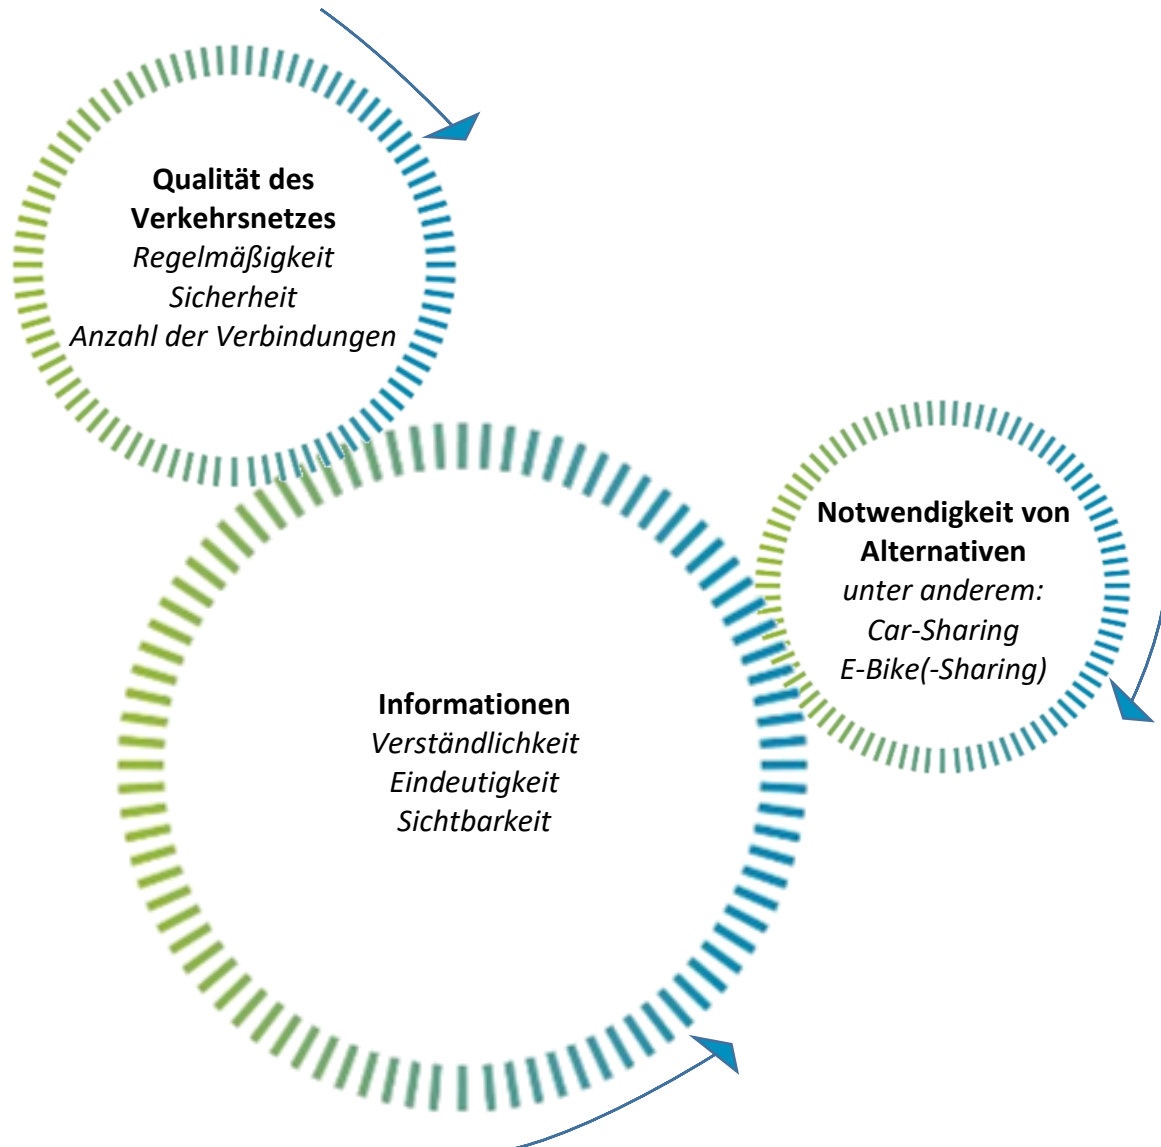 Qualität des
Verkehrsnetzes
Regelmäßigkeit
Sicherheit
Anzahl der Verbindungen
Notwendigkeit von
Alternativen
unter anderem:
Car-Sharing
E-Bike(-Sharing)
Informationen
Verständlichkeit
Eindeutigkeit
Sichtbarkeit